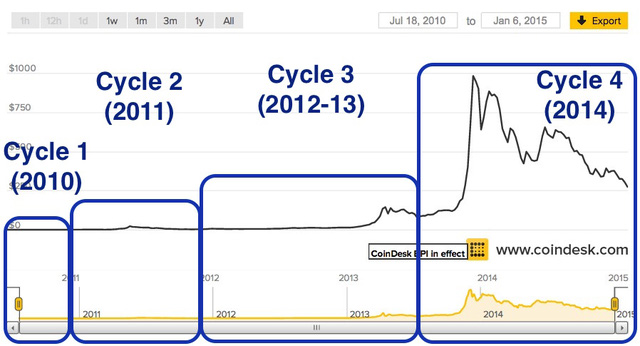 1h 12h 1d 1w 1m 3m 1y All
Jul 18, 2010 to Jan 6, 2015 Export
$1000
Cycle 2
(2011)
Cycle 3
(2012-13)
Cycle 4
(2014)
$750
Cycle 1
(2010)
$0
CoinDesk BPI in effect
www.coindesk.com
2011 2012 2013 2014 2015
2011 2012 2013 2014 2015